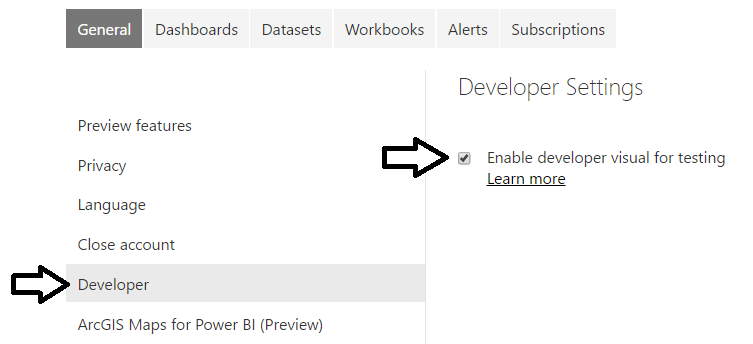 General Dashboards Datasets Workbooks Alerts Subscriptions
Preview features
Privacy
Language
Close account
Developer
ArcGIS Maps for Power BI (Preview)
Developer Settings
Enable developer visual for testing
Learn more